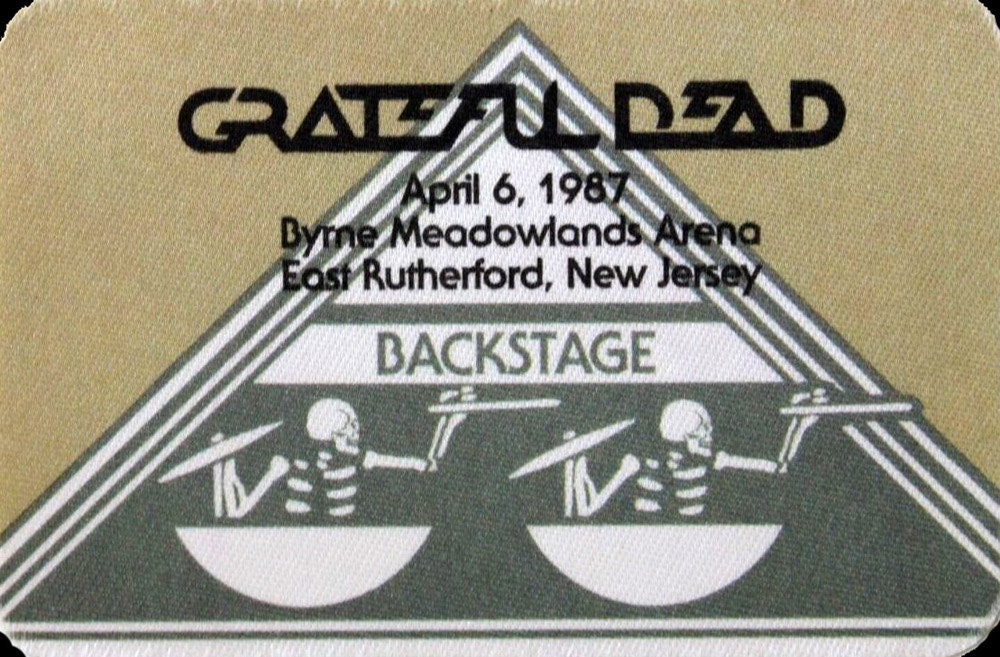 GRATEFUL DEAD
April 6, 1987
Byrne Meadowlands Arena
East Rutherford, New Jersey
BACKSTAGE